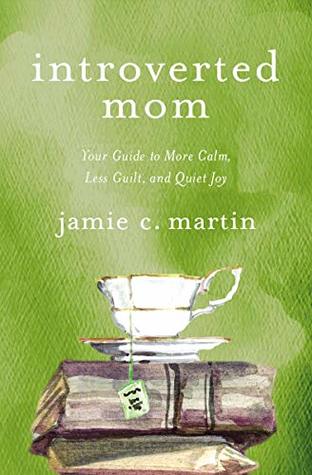 introverted
mom
Your Guide to More Calm,
Less Guilt, and Quiet Joy
jamie c. martin